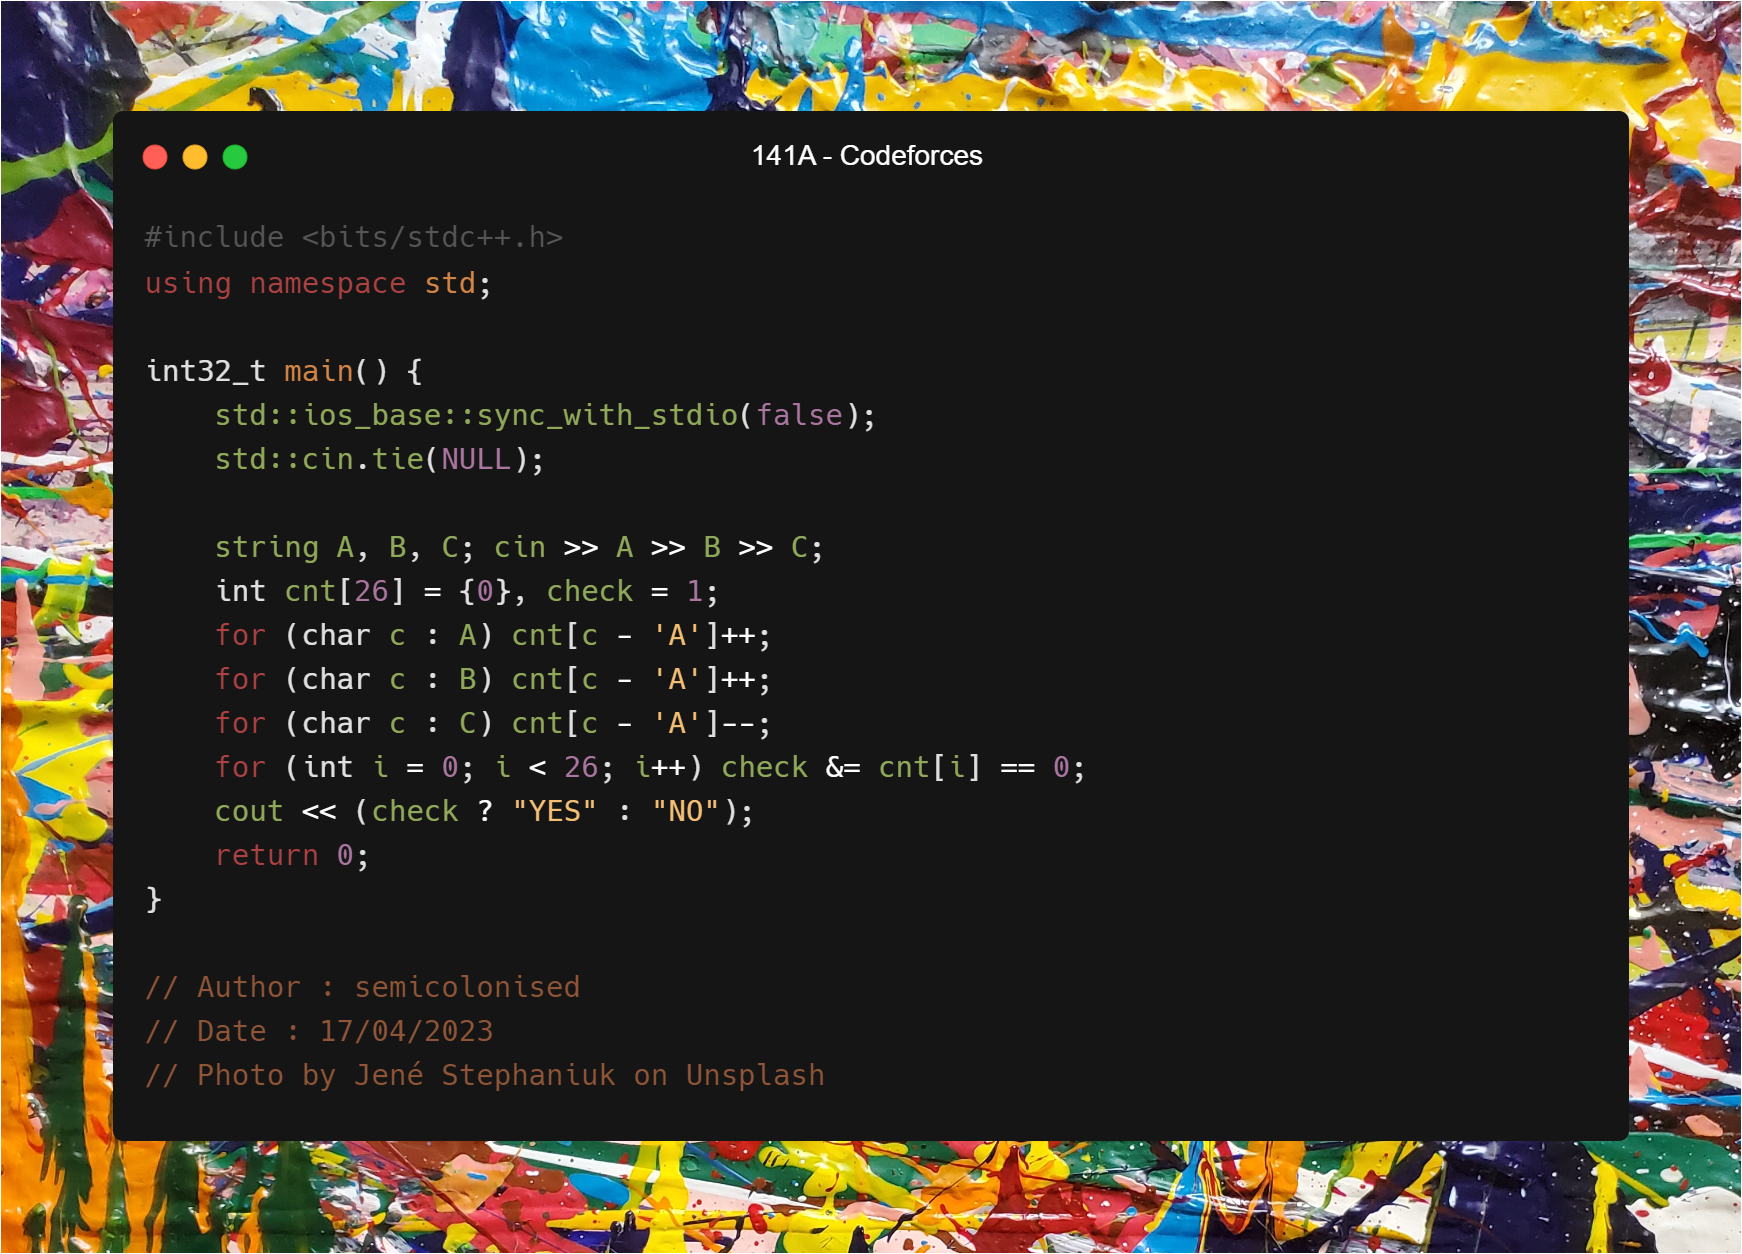 141A - Codeforces
#include <bits/stdc++.h>
using namespace std;
int32_t main() {
    std::ios_base::sync_with_stdio(false);
    std::cin.tie(NULL);
    string A, B, C; cin >> A >> B >> C;
    int cnt[26] = {0}, check = 1;
    for (char c : A) cnt[c - 'A']++;
    for (char c : B) cnt[c - 'A']++;
    for (char c : C) cnt[c - 'A']--;
    for (int i = 0; i < 26; i++) check &= cnt[i] == 0;
    cout << (check ? "YES" : "NO");
    return 0;
}
// Author : semicolonised
// Date : 17/04/2023
// Photo by Jené Stephaniuk on Unsplash